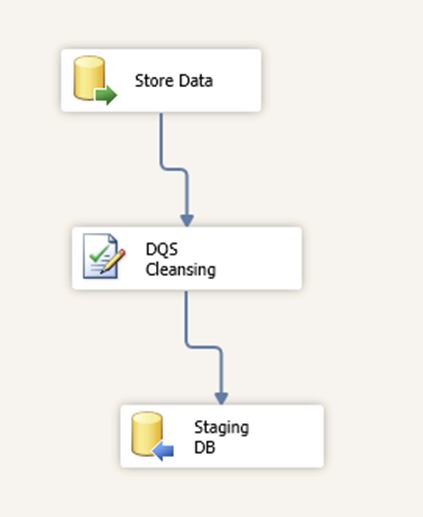 Store Data
DQS
Cleansing
Staging
DB